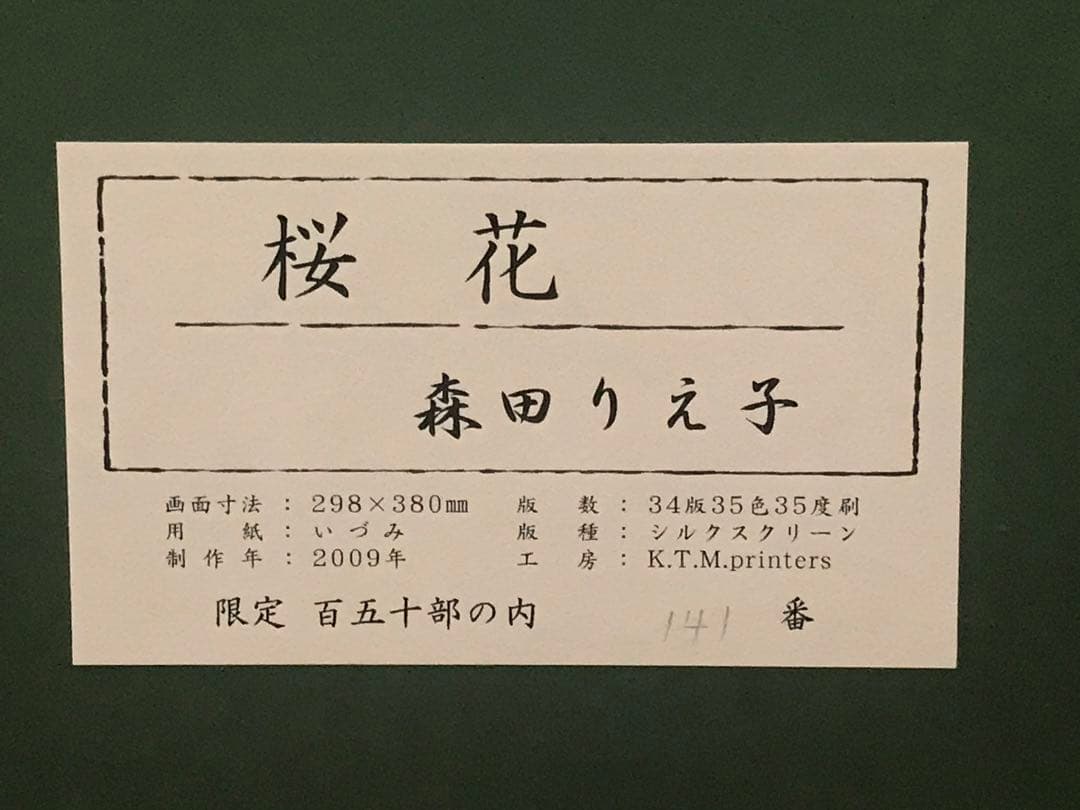 桜 花
森田りえ子
画面寸法 : 298×380㎜ 版 数 : 34版35色35度刷
用 紙 : いづみ 版 種 : シルクスクリーン
制作年 : 2009年 工 房 : K.T.M.printers
限定 百五十部の内 141 番